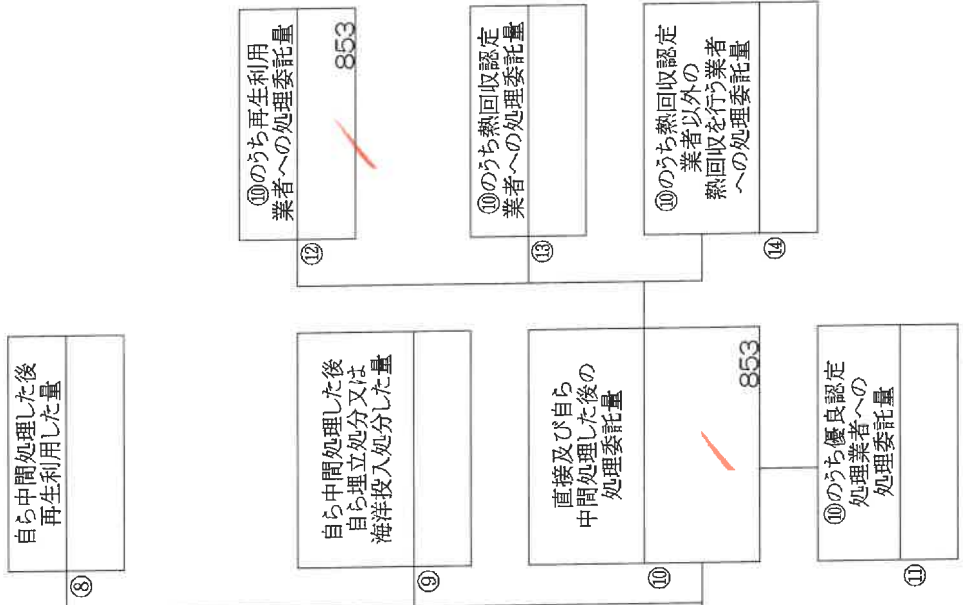 ⑧
自ら中間処理した後
再生利用した量
⑨
自ら中間処理した後
自ら埋立処分又は
海洋投入処分した量
⑩
直接及び自ら
中間処理した後の
処理委託量
853
⑪
⑩のうち優良認定
処理業者への
処理委託量
⑫
⑩のうち再生利用
業者への処理委託量
853
⑬
⑩のうち熱回収認定
業者への処理委託量
⑭
⑩のうち熱回収認定
業者以外の
熱回収を行う業者
への処理委託量